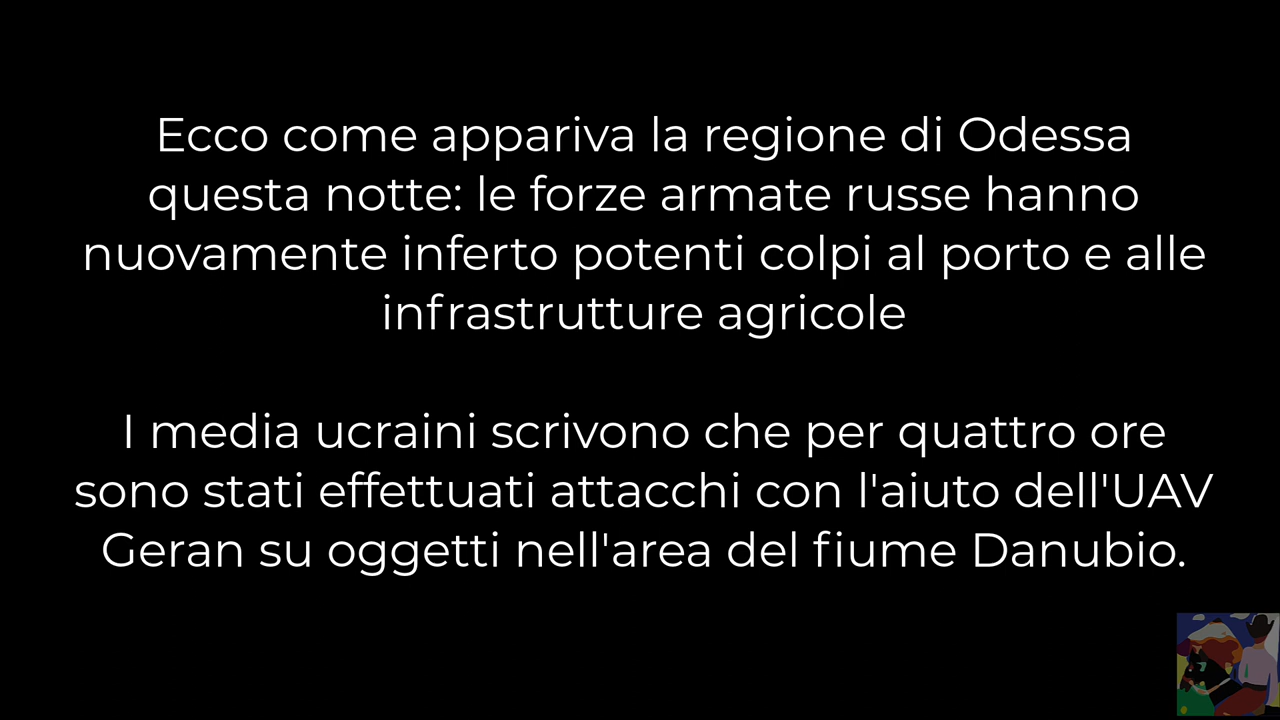 Ecco come appariva la regione di Odessa
questa notte: le forze armate russe hanno
nuovamente inferto potenti colpi al porto e alle
infrastrutture agricole
I media ucraini scrivono che per quattro ore
sono stati effettuati attacchi con l'aiuto dell'UAV
Geran su oggetti nell'area del fiume Danubio.